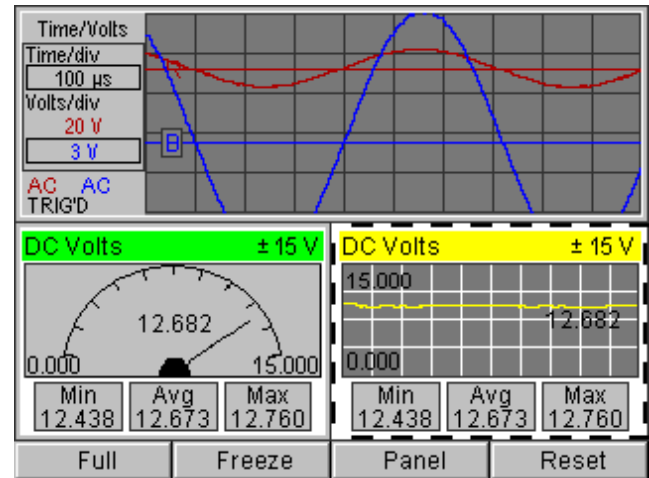 Time/Volts
Time/div
100 µs
Volts/div
20 V
3 V
AC AC
TRIG'D
B
DC Volts ± 15 V
12.682
0.000 15.000
Min Avg Max
12.438 12.673 12.760
DC Volts ± 15 V
15.000
12.682
0.000
Min Avg Max
12.438 12.673 12.760
Full Freeze Panel Reset